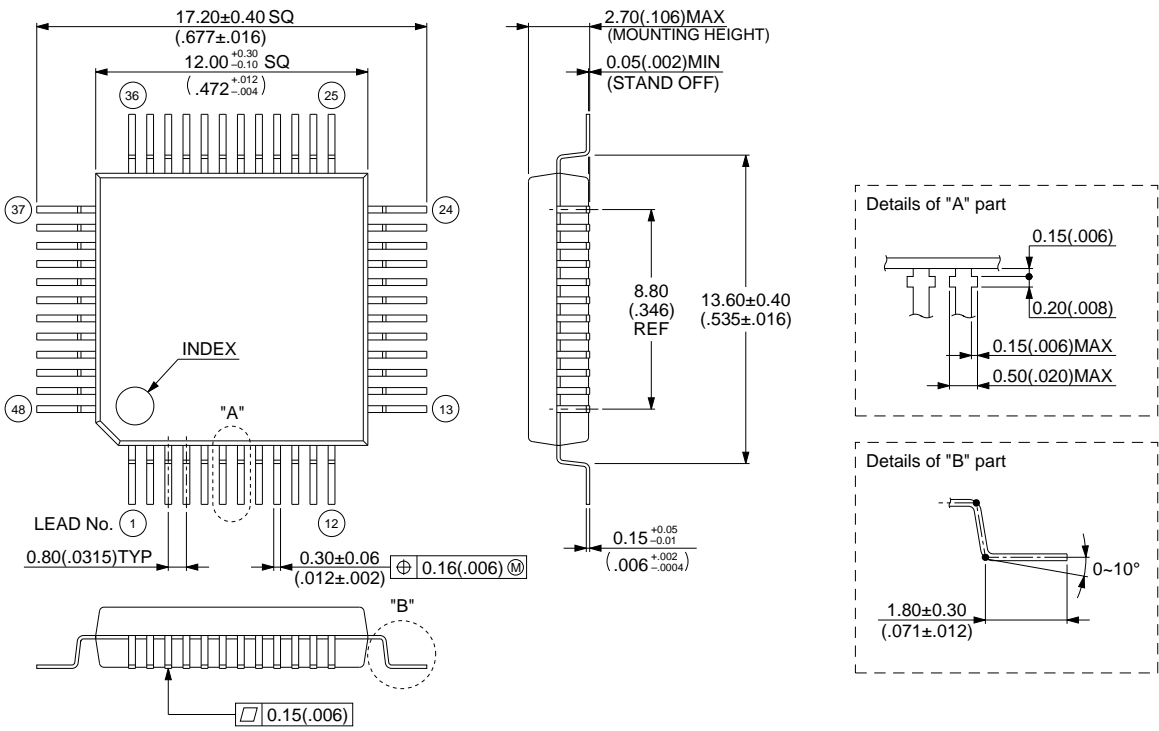 17.20±0.40 SQ
(.677±.016)
12.00 +0.30 −0.10 SQ
(.472 +.012 −.004)
36
25
37
24
INDEX
48
13
"A"
LEAD No. 1
12
0.80(.0315)TYP
0.30±0.06
(.012±.002)
⌖ 0.16(.006) Ⓜ
"B"
▱ 0.15(.006)
2.70(.106)MAX
(MOUNTING HEIGHT)
0.05(.002)MIN
(STAND OFF)
8.80
(.346)
REF
13.60±0.40
(.535±.016)
0.15 +0.05 −0.01
(.006 +.002 −.0004)
Details of "A" part
0.15(.006)
0.20(.008)
0.15(.006)MAX
0.50(.020)MAX
Details of "B" part
0~10°
1.80±0.30
(.071±.012)